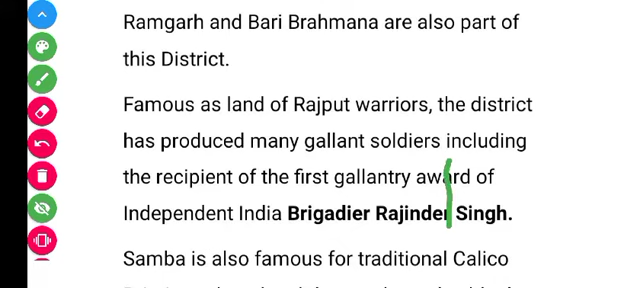 Ramgarh and Bari Brahmana are also part of
this District.
Famous as land of Rajput warriors, the district
has produced many gallant soldiers including
the recipient of the first gallantry award of
Independent India Brigadier Rajinder Singh.
Samba is also famous for traditional Calico